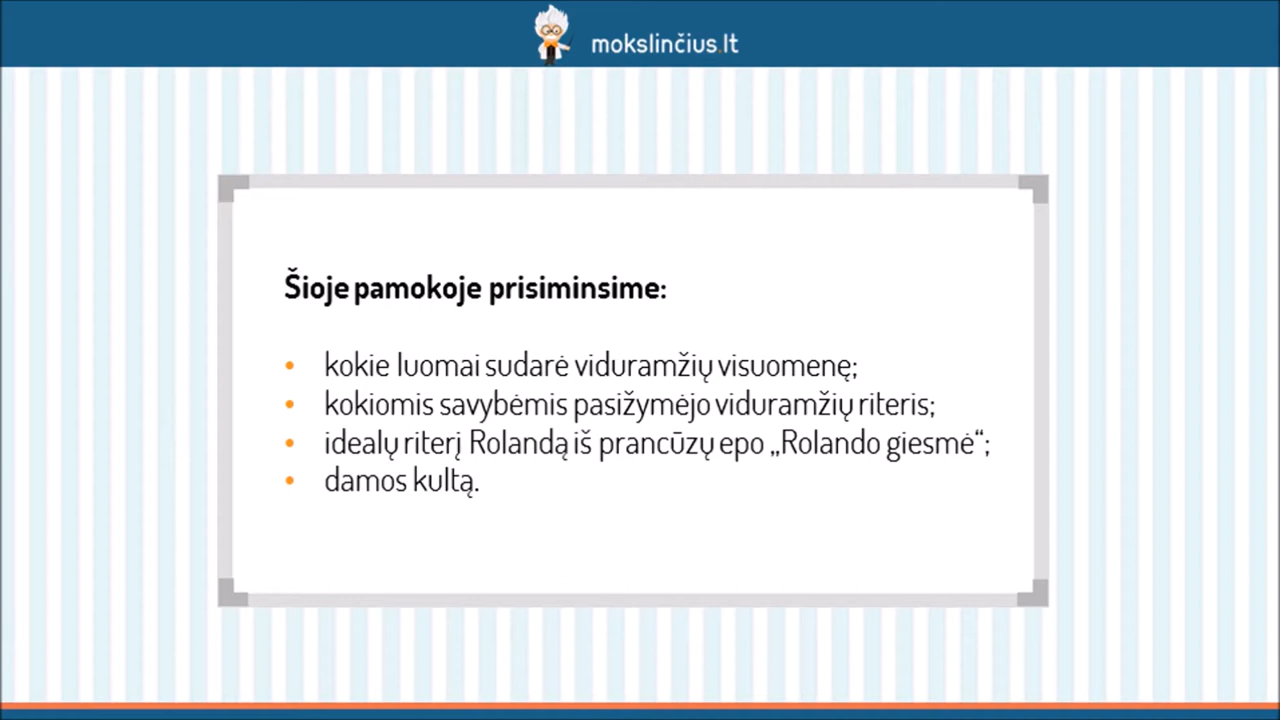 mokslinčius.lt
Šioje pamokoje prisiminsime:
• kokie luomai sudarė viduramžių visuomenę;
• kokiomis savybėmis pasižymėjo viduramžių riteris;
• idealų riterį Rolandą iš prancūzų epo „Rolando giesmė“;
• damos kultą.